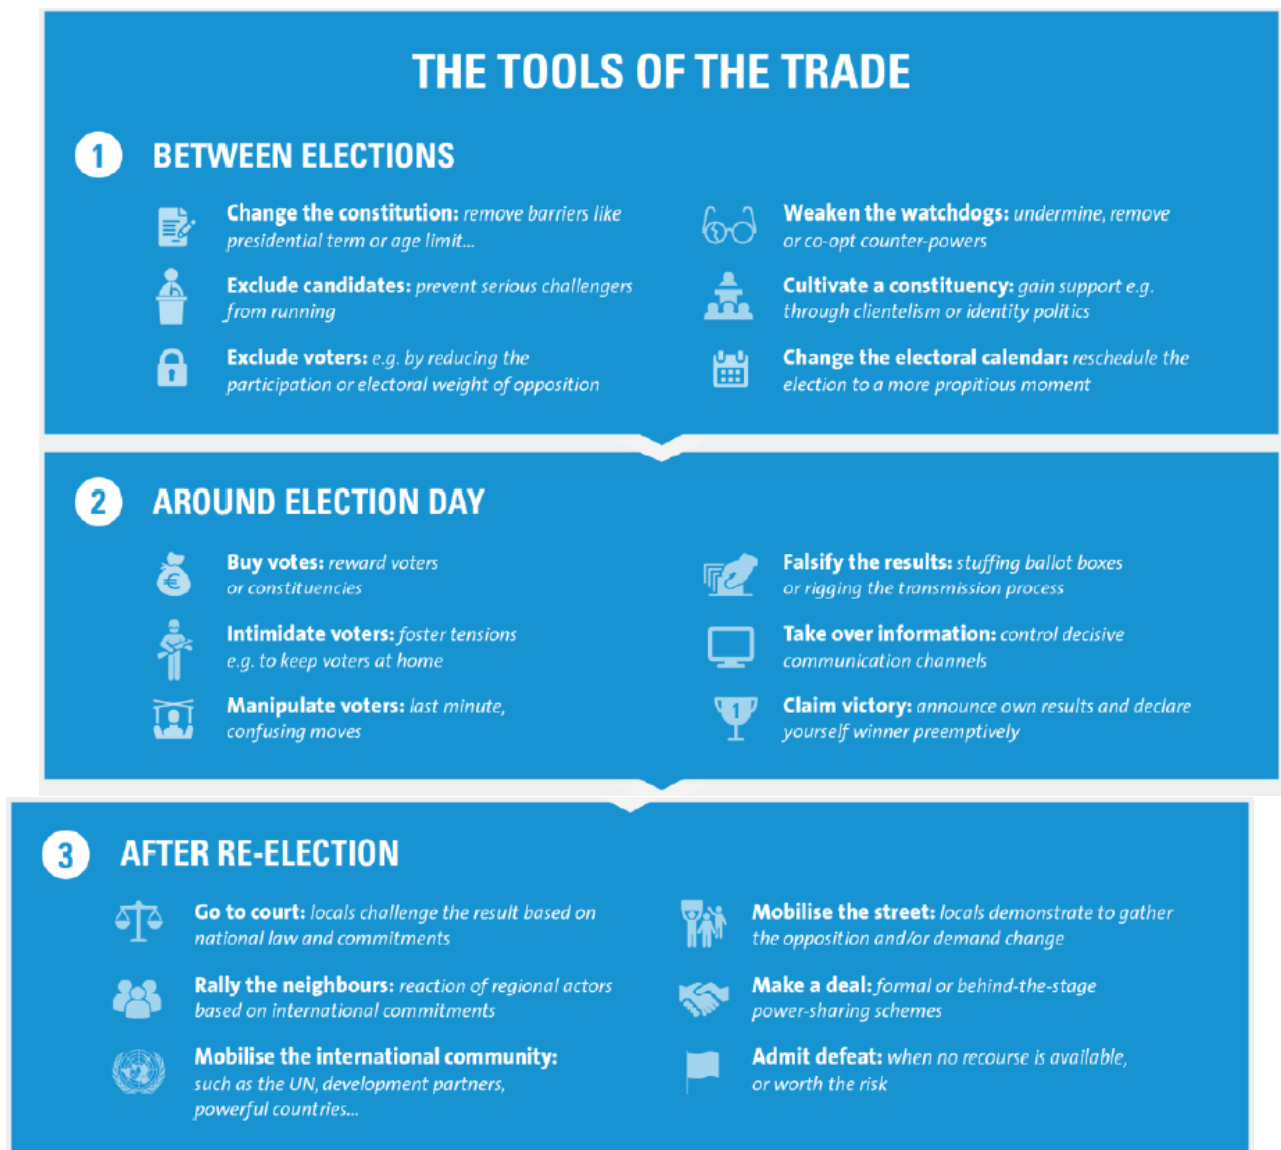 THE TOOLS OF THE TRADE
1
BETWEEN ELECTIONS
Change the constitution: remove barriers like
presidential term or age limit...
Exclude candidates: prevent serious challengers
from running
Exclude voters: e.g. by reducing the
participation or electoral weight of opposition
Weaken the watchdogs: undermine, remove
or co-opt counter-powers
Cultivate a constituency: gain support e.g.
through clientelism or identity politics
Change the electoral calendar: reschedule the
election to a more propitious moment
2
AROUND ELECTION DAY
€
Buy votes: reward voters
or constituencies
Intimidate voters: foster tensions
e.g. to keep voters at home
Manipulate voters: last minute,
confusing moves
Falsify the results: stuffing ballot boxes
or rigging the transmission process
Take over information: control decisive
communication channels
1
Claim victory: announce own results and declare
yourself winner preemptively
3
AFTER RE-ELECTION
Go to court: locals challenge the result based on
national law and commitments
Rally the neighbours: reaction of regional actors
based on international commitments
Mobilise the international community:
such as the UN, development partners,
powerful countries...
Mobilise the street: locals demonstrate to gather
the opposition and/or demand change
Make a deal: formal or behind-the-stage
power-sharing schemes
Admit defeat: when no recourse is available,
or worth the risk